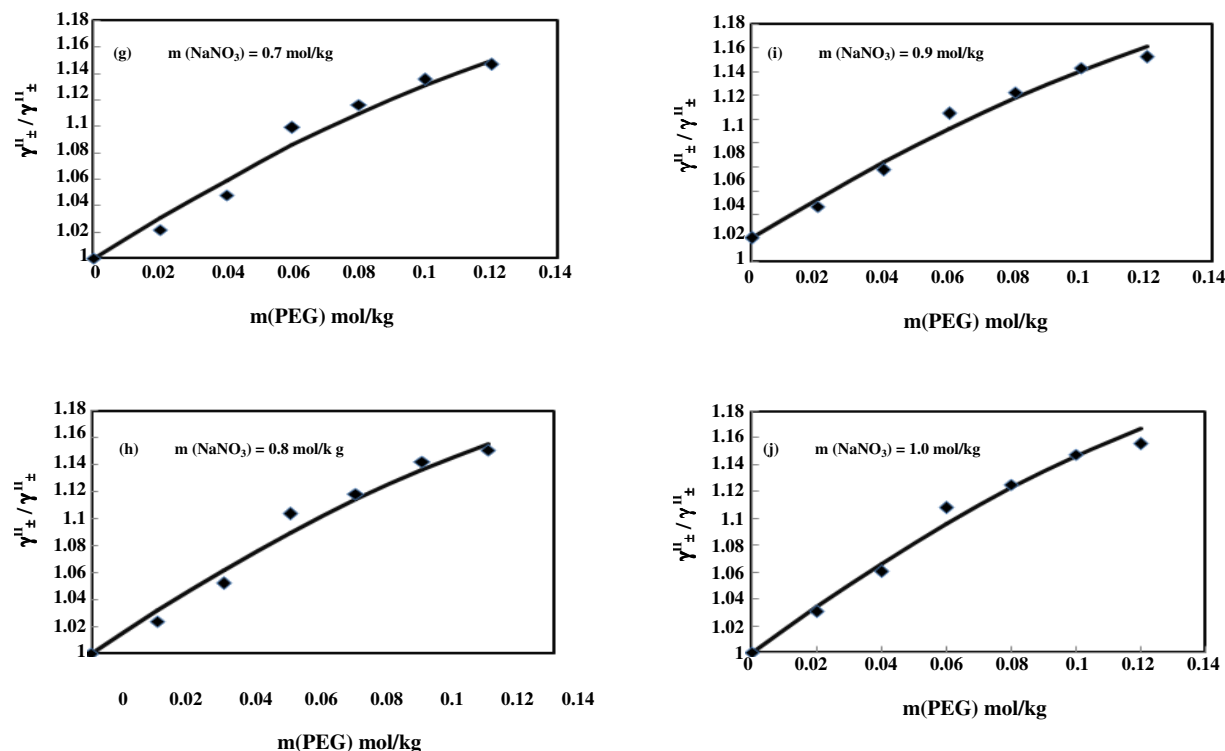 (g) m (NaNO₃) = 0.7 mol/kg
γᴵᴵ± / γᴵᴵ±
1.18
1.16
1.14
1.12
1.1
1.08
1.06
1.04
1.02
1
0 0.02 0.04 0.06 0.08 0.1 0.12 0.14
m(PEG) mol/kg
(i) m (NaNO₃) = 0.9 mol/kg
γᴵᴵ± / γᴵᴵ±
1.18
1.16
1.14
1.12
1.1
1.08
1.06
1.04
1.02
1
0 0.02 0.04 0.06 0.08 0.1 0.12 0.14
m(PEG) mol/kg
(h) m (NaNO₃) = 0.8 mol/k g
γᴵᴵ± / γᴵᴵ±
1.18
1.16
1.14
1.12
1.1
1.08
1.06
1.04
1.02
1
0 0.02 0.04 0.06 0.08 0.1 0.12 0.14
m(PEG) mol/kg
(j) m (NaNO₃) = 1.0 mol/kg
γᴵᴵ± / γᴵᴵ±
1.18
1.16
1.14
1.12
1.1
1.08
1.06
1.04
1.02
1
0 0.02 0.04 0.06 0.08 0.1 0.12 0.14
m(PEG) mol/kg